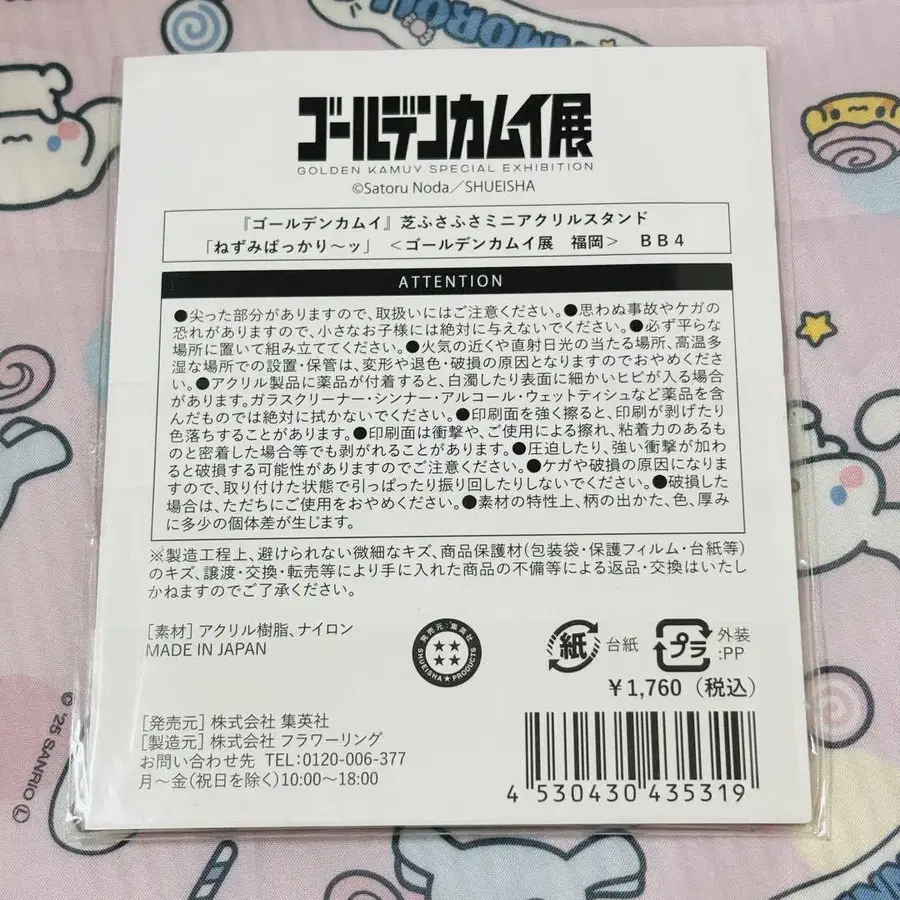 ゴールデンカムイ展
GOLDEN KAMUY SPECIAL EXHIBITION
©Satoru Noda／SHUEISHA
『ゴールデンカムイ』芝ふさふさミニアクリルスタンド
「ねずみばっかり〜ッ」＜ゴールデンカムイ展　福岡＞　ＢＢ４
ATTENTION
●尖った部分がありますので、取扱いにはご注意ください。●思わぬ事故やケガの
恐れがありますので、小さなお子様には絶対に与えないでください。●必ず平らな
場所に置いて組み立ててください。●火気の近くや直射日光の当たる場所、高温多
湿な場所での設置・保管は、変形や退色・破損の原因となりますのでおやめくださ
い。●アクリル製品に薬品が付着すると、白濁したり表面に細かいヒビが入る場合
があります。ガラスクリーナー・シンナー・アルコール・ウェットティシュなど薬品を含
んだものでは絶対に拭かないでください。●印刷面を強く擦ると、印刷が剥げたり
色落ちすることがあります。●印刷面は衝撃や、ご使用による擦れ、粘着力のあるも
のと密着した場合等でも剥がれることがあります。●圧迫したり、強い衝撃が加わ
ると破損する可能性がありますのでご注意ください。●ケガや破損の原因になりま
すので、取り付けた状態で引っぱったり振り回したりしないでください。●破損した
場合は、ただちにご使用をおやめください。●素材の特性上、柄の出かた、色、厚み
に多少の個体差が生じます。
※製造工程上、避けられない微細なキズ、商品保護材(包装袋・保護フィルム・台紙等)
のキズ、譲渡・交換・転売等により手に入れた商品の不備等による返品・交換はいたし
かねますのでご了承ください。
[素材] アクリル樹脂、ナイロン
MADE IN JAPAN
発売元：集英社
SHUEISHA★PRODUCTS
紙 台紙
プラ 外装
:PP
￥1,760（税込）
[発売元] 株式会社 集英社
[製造元] 株式会社 フラワーリング
お問い合わせ先 TEL:0120-006-377
月〜金(祝日を除く)10:00〜18:00
4 530430 435319
© '25 SANRIO Ⓛ